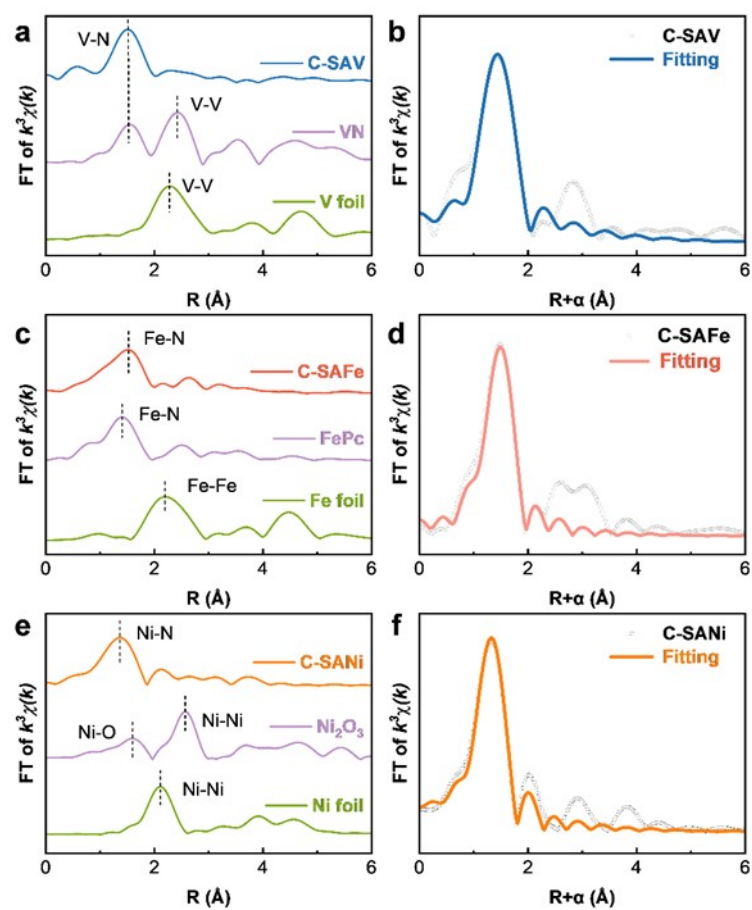 a
V-N
C-SAV
V-V
VN
V-V
V foil
FT of k³χ(k)
0 2 4 6
R (Å)
b
C-SAV
Fitting
FT of k³χ(k)
0 2 4 6
R+α (Å)
c
Fe-N
C-SAFe
Fe-N
FePc
Fe-Fe
Fe foil
FT of k³χ(k)
0 2 4 6
R (Å)
d
C-SAFe
Fitting
FT of k³χ(k)
0 2 4 6
R+α (Å)
e
Ni-N
C-SANi
Ni-O
Ni-Ni
Ni₂O₃
Ni-Ni
Ni foil
FT of k³χ(k)
0 2 4 6
R (Å)
f
C-SANi
Fitting
FT of k³χ(k)
0 2 4 6
R+α (Å)